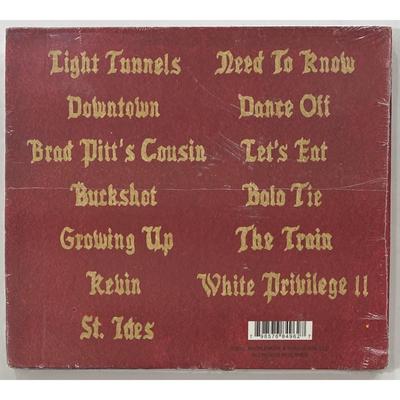 Light Tunnels
Downtown
Brad Pitt's Cousin
Buckshot
Growing Up
Kevin
St. Ides
Need To Know
Dance Off
Let's Eat
Bolo Tie
The Train
White Privilege II